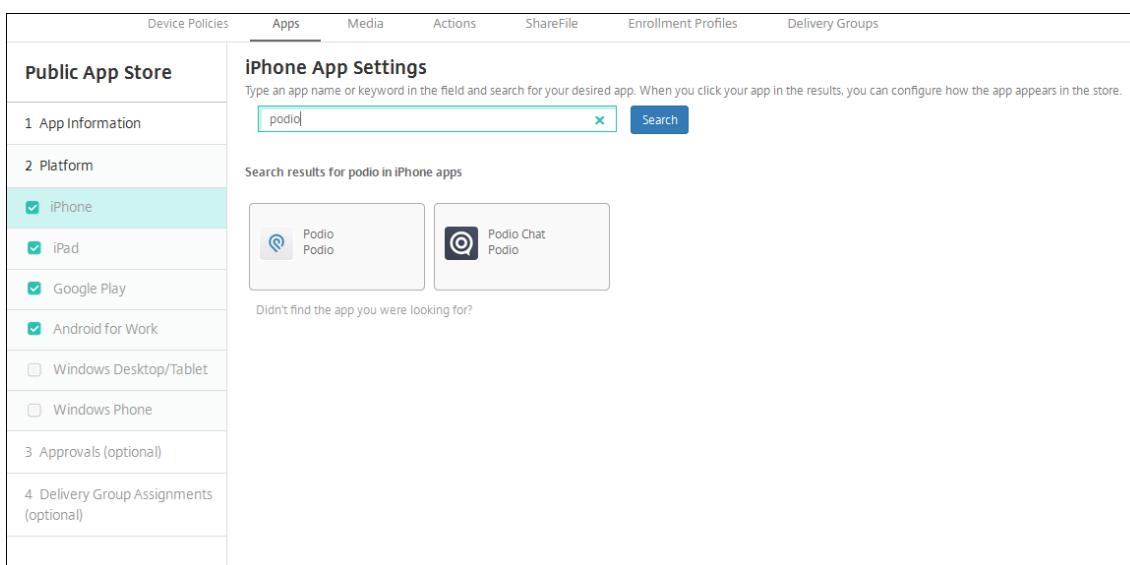 Device Policies Apps Media Actions ShareFile Enrollment Profiles Delivery Groups
Public App Store
1 App Information
2 Platform
iPhone
iPad
Google Play
Android for Work
Windows Desktop/Tablet
Windows Phone
3 Approvals (optional)
4 Delivery Group Assignments
(optional)
iPhone App Settings
Type an app name or keyword in the field and search for your desired app. When you click your app in the results, you can configure how the app appears in the store.
podio
Search
Search results for podio in iPhone apps
Podio
Podio
Podio Chat
Podio
Didn't find the app you were looking for?